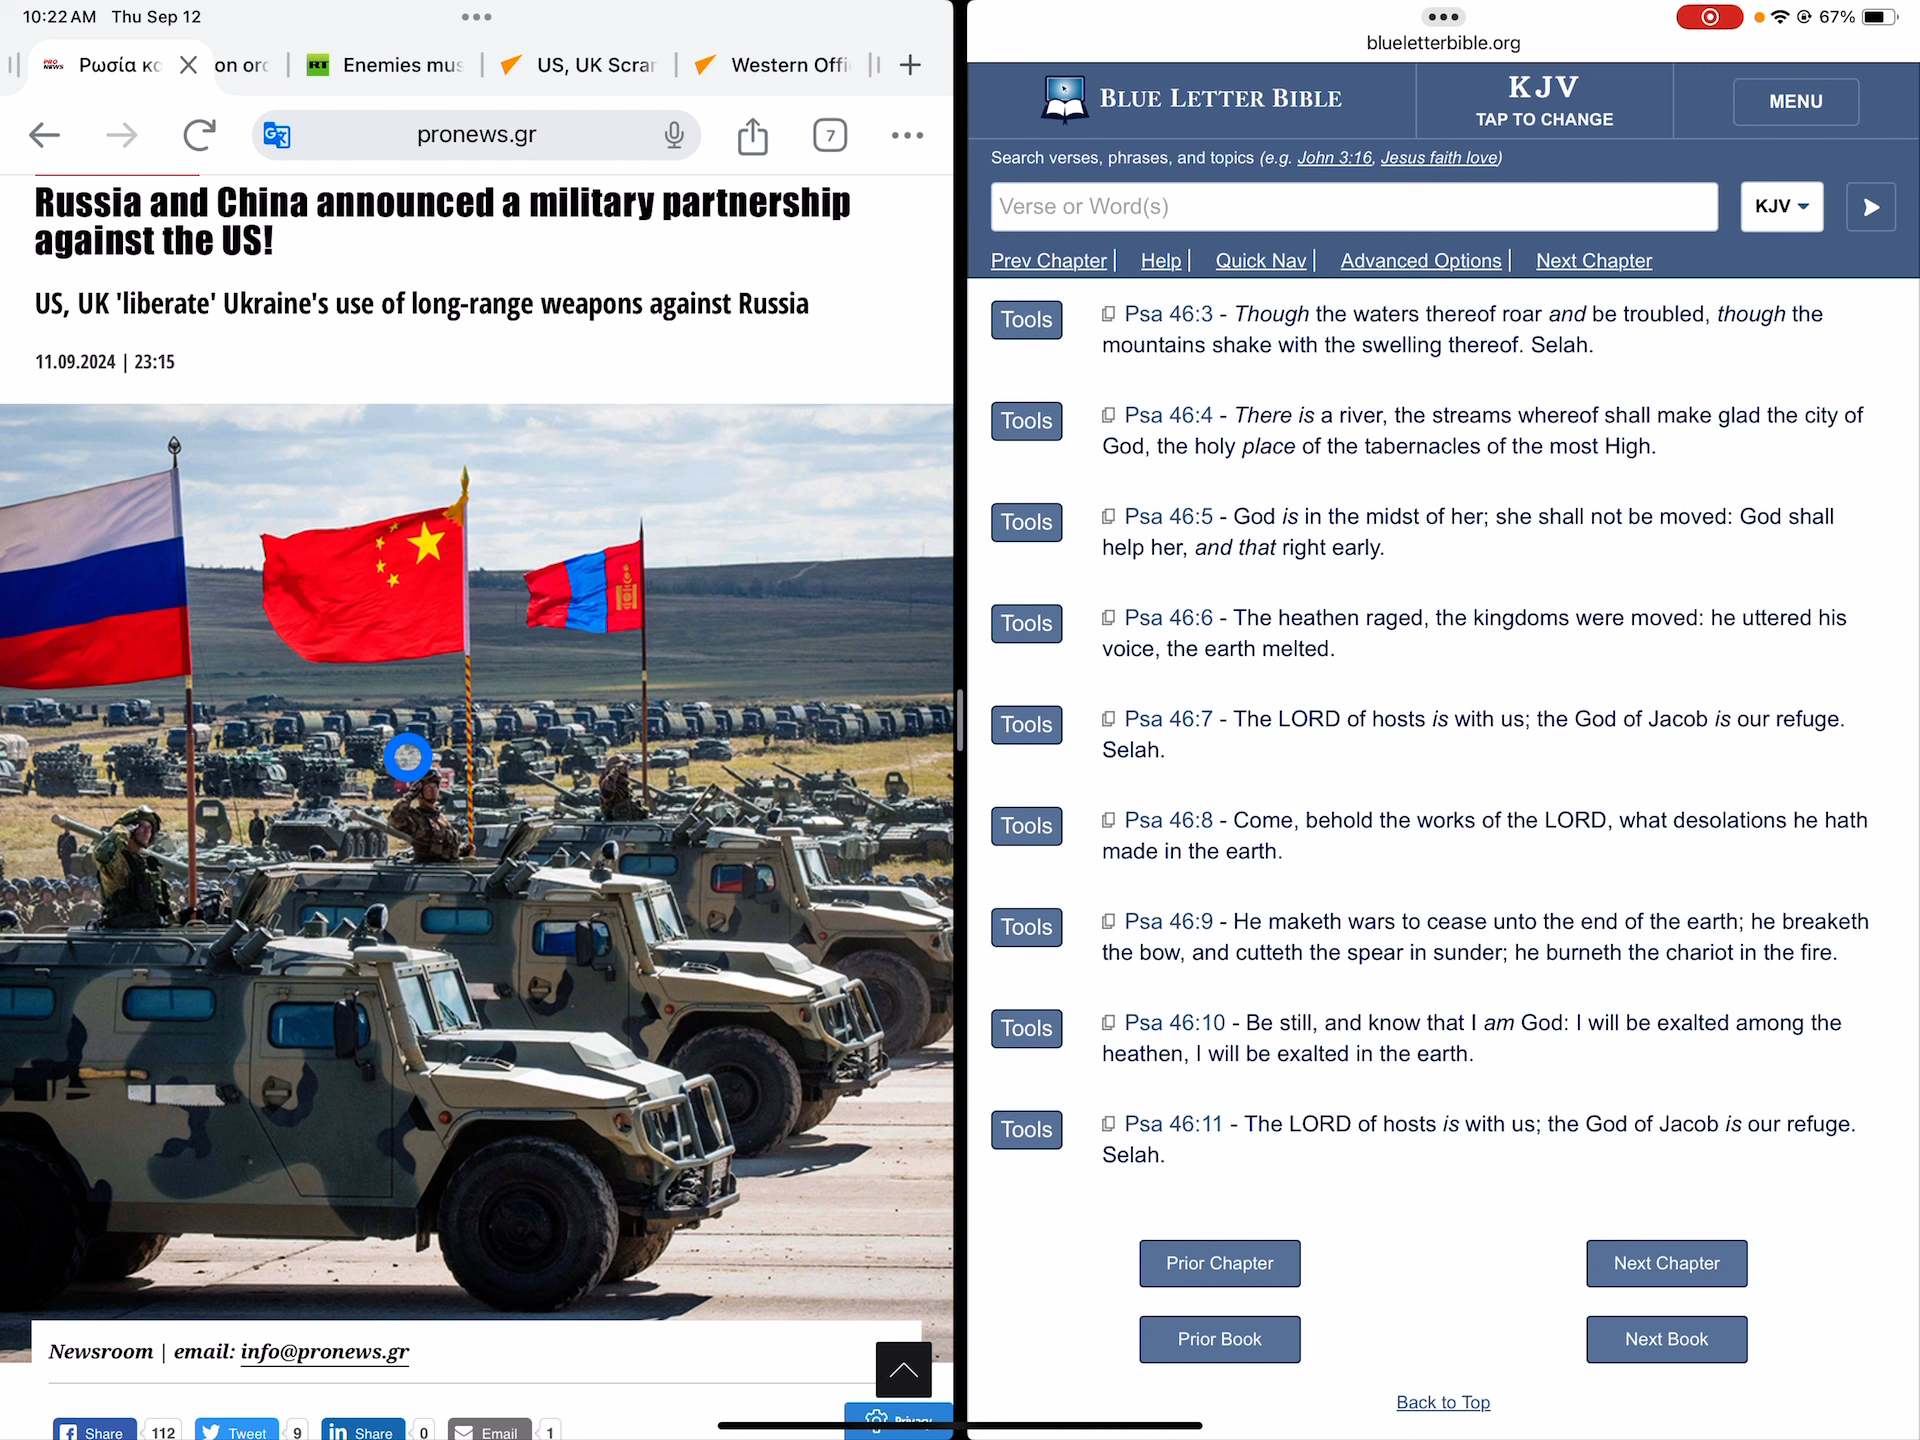 10:22 AM Thu Sep 12
Ρωσία κα
on ord
RT Enemies mus
US, UK Scrar
Western Offi
pronews.gr
7
Russia and China announced a military partnership
against the US!
US, UK 'liberate' Ukraine's use of long-range weapons against Russia
11.09.2024 | 23:15
Newsroom | email: info@pronews.gr
Share 112 Tweet 9 Share 0 Email 1
Privacy
67%
blueletterbible.org
BLUE LETTER BIBLE
KJV
TAP TO CHANGE
MENU
Search verses, phrases, and topics (e.g. John 3:16, Jesus faith love)
Verse or Word(s)
KJV
Prev Chapter | Help | Quick Nav | Advanced Options | Next Chapter
Tools Psa 46:3 - Though the waters thereof roar and be troubled, though the
mountains shake with the swelling thereof. Selah.
Tools Psa 46:4 - There is a river, the streams whereof shall make glad the city of
God, the holy place of the tabernacles of the most High.
Tools Psa 46:5 - God is in the midst of her; she shall not be moved: God shall
help her, and that right early.
Tools Psa 46:6 - The heathen raged, the kingdoms were moved: he uttered his
voice, the earth melted.
Tools Psa 46:7 - The LORD of hosts is with us; the God of Jacob is our refuge.
Selah.
Tools Psa 46:8 - Come, behold the works of the LORD, what desolations he hath
made in the earth.
Tools Psa 46:9 - He maketh wars to cease unto the end of the earth; he breaketh
the bow, and cutteth the spear in sunder; he burneth the chariot in the fire.
Tools Psa 46:10 - Be still, and know that I am God: I will be exalted among the
heathen, I will be exalted in the earth.
Tools Psa 46:11 - The LORD of hosts is with us; the God of Jacob is our refuge.
Selah.
Prior Chapter
Next Chapter
Prior Book
Next Book
Back to Top